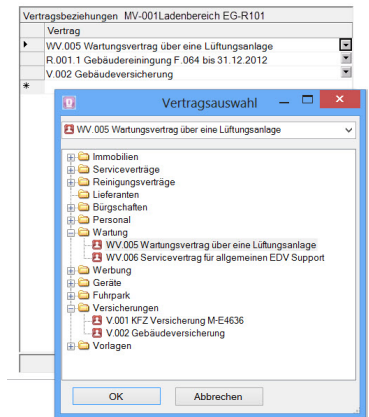 Vertragsbeziehungen MV-001Ladenbereich EG-R101
Vertrag
WV.005 Wartungsvertrag über eine Lüftungsanlage
R.001.1 Gebäudereiningung F.064 bis 31.12.2012
V.002 Gebäudeversicherung
Vertragsauswahl
WV.005 Wartungsvertrag über eine Lüftungsanlage
Immobilien
Serviceverträge
Reinigungsverträge
Lieferanten
Bürgschaften
Personal
Wartung
WV.005 Wartungsvertrag über eine Lüftungsanlage
WV.006 Servicevertrag für allgemeinen EDV Support
Werbung
Geräte
Fuhrpark
Versicherungen
V.001 KFZ Versicherung M-E4636
V.002 Gebäudeversicherung
Vorlagen
OK Abbrechen